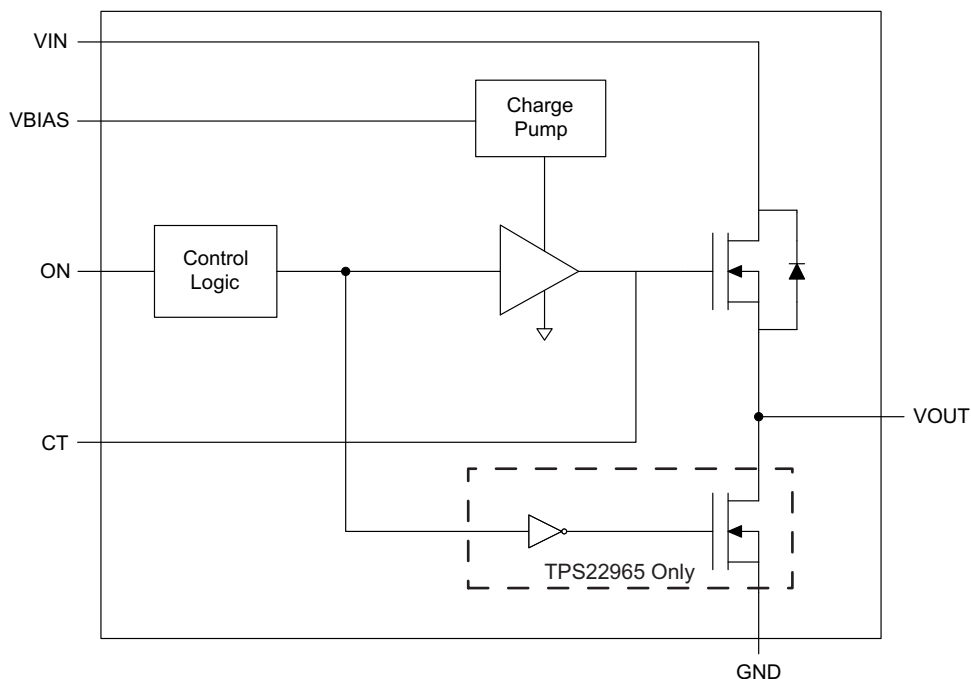 VIN
Charge
Pump
VBIAS
Control
Logic
ON
VOUT
CT
TPS22965 Only
GND